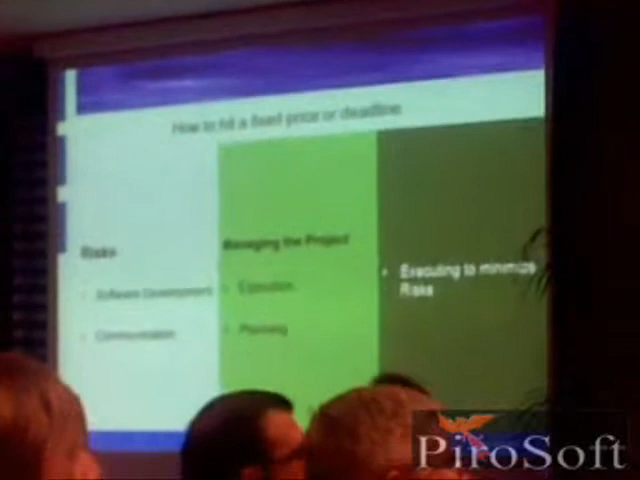 How to hit a fixed price or deadline
Risks
Software Development
Communication
Managing the Project
Execution
Planning
Executing to minimize
Risks
PiroSoft